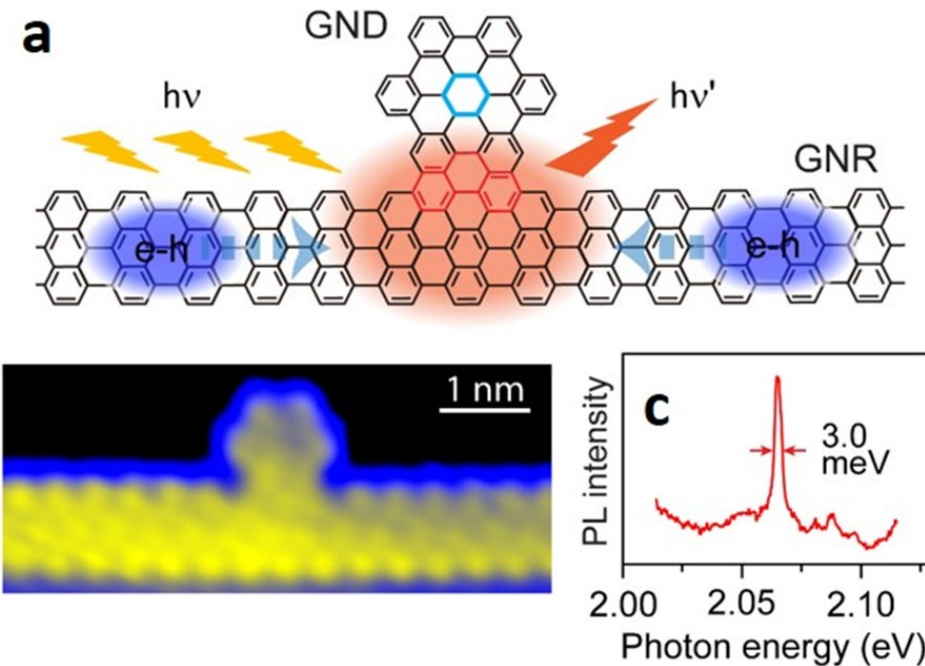 a
GND
hν
hν'
GNR
e-h
e-h
1 nm
c
PL intensity
3.0
meV
2.00
2.05
2.10
Photon energy (eV)